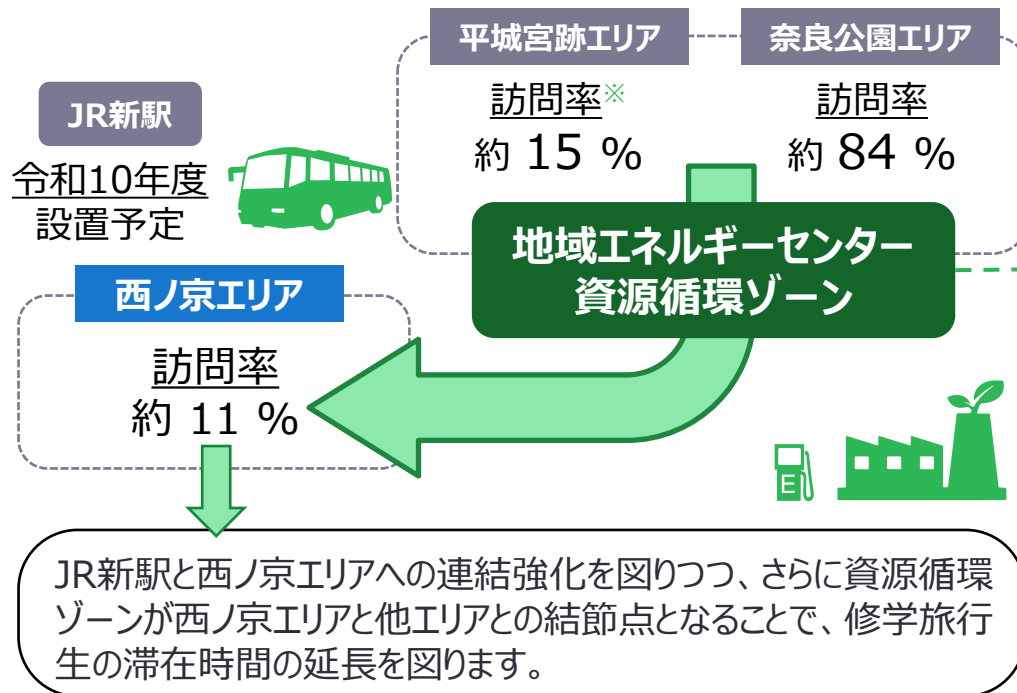 平城宮跡エリア
奈良公園エリア
訪問率※
約 15 %
訪問率
約 84 %
JR新駅
令和10年度
設置予定
地域エネルギーセンター
資源循環ゾーン
西ノ京エリア
訪問率
約 11 %
E
JR新駅と西ノ京エリアへの連結強化を図りつつ、さらに資源循環
ゾーンが西ノ京エリアと他エリアとの結節点となることで、修学旅行
生の滞在時間の延長を図ります。